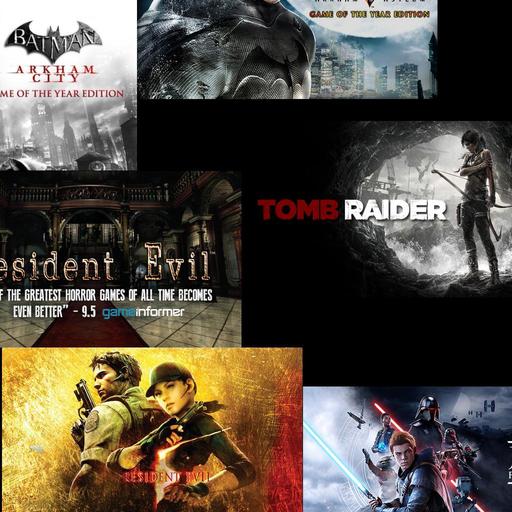 BATMAN
ARKHAM
CITY
ME OF THE YEAR EDITION
GAME OF THE YEAR EDITION
TOMB RAIDER
esident Evil
F THE GREATEST HORROR GAMES OF ALL TIME BECOMES
EVEN BETTER" - 9.5 gameinformer
RESIDENT EVIL